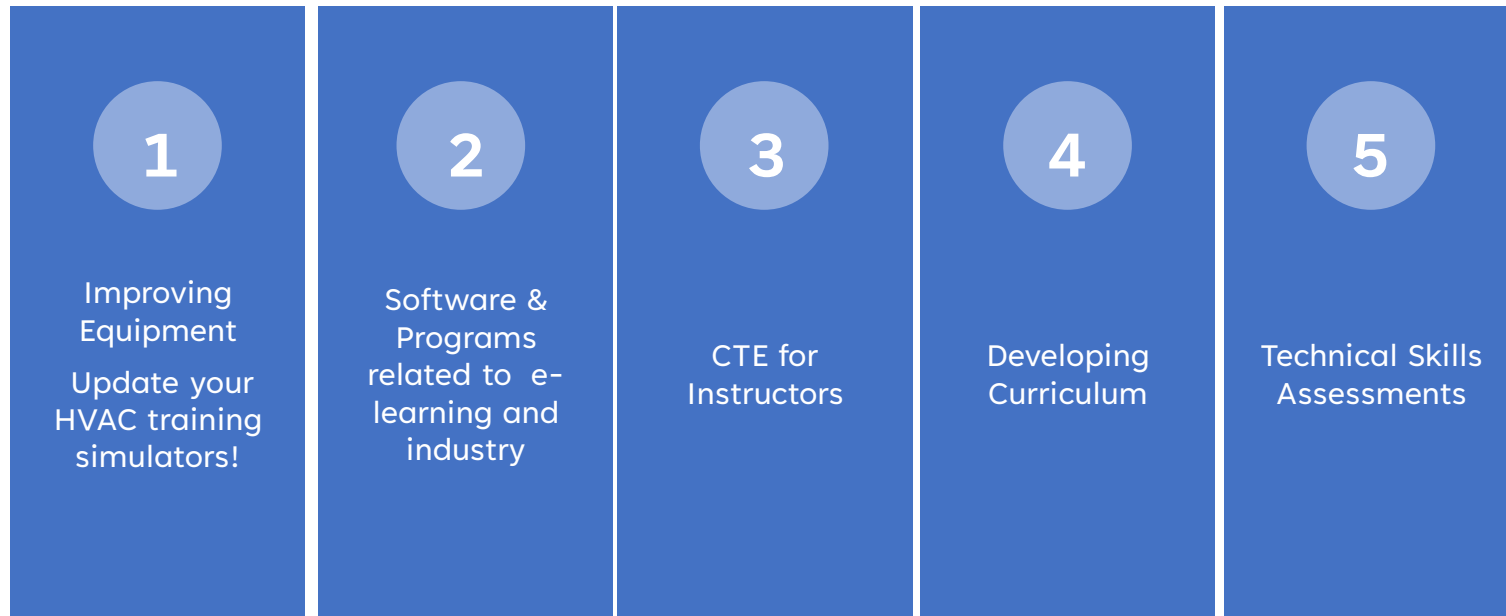 1
Improving
Equipment
Update your
HVAC training
simulators!
2
Software &
Programs
related to e-
learning and
industry
3
CTE for
Instructors
4
Developing
Curriculum
5
Technical Skills
Assessments